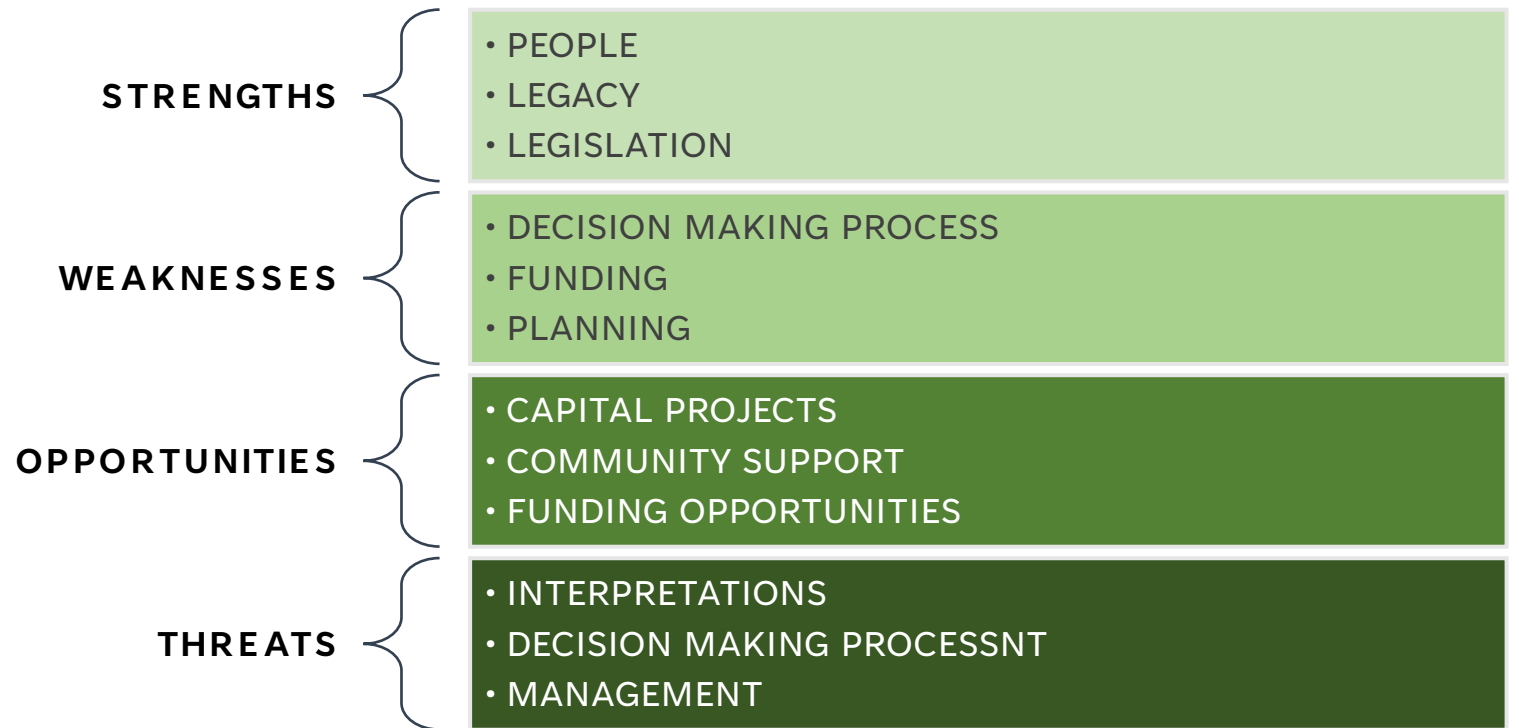 STRENGTHS
• PEOPLE
• LEGACY
• LEGISLATION
WEAKNESSES
• DECISION MAKING PROCESS
• FUNDING
• PLANNING
OPPORTUNITIES
• CAPITAL PROJECTS
• COMMUNITY SUPPORT
• FUNDING OPPORTUNITIES
THREATS
• INTERPRETATIONS
• DECISION MAKING PROCESSNT
• MANAGEMENT